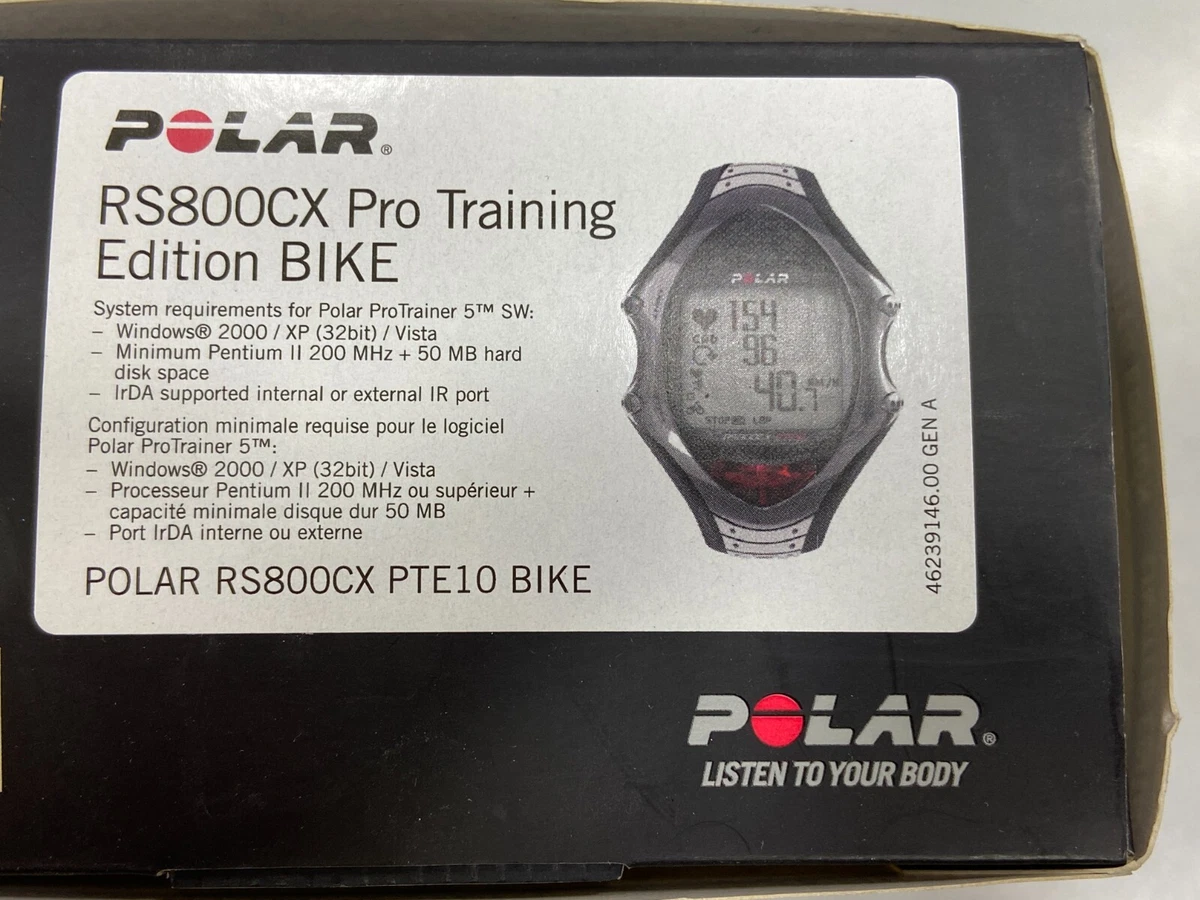 POLAR®
RS800CX Pro Training
Edition BIKE
System requirements for Polar ProTrainer 5™ SW:
– Windows® 2000 / XP (32bit) / Vista
– Minimum Pentium II 200 MHz + 50 MB hard
disk space
– IrDA supported internal or external IR port
Configuration minimale requise pour le logiciel
Polar ProTrainer 5™:
– Windows® 2000 / XP (32bit) / Vista
– Processeur Pentium II 200 MHz ou supérieur +
capacité minimale disque dur 50 MB
– Port IrDA interne ou externe
POLAR RS800CX PTE10 BIKE
POLAR
154
96
40.7 KM/H
LAP
46239146.00 GEN A
POLAR®
LISTEN TO YOUR BODY